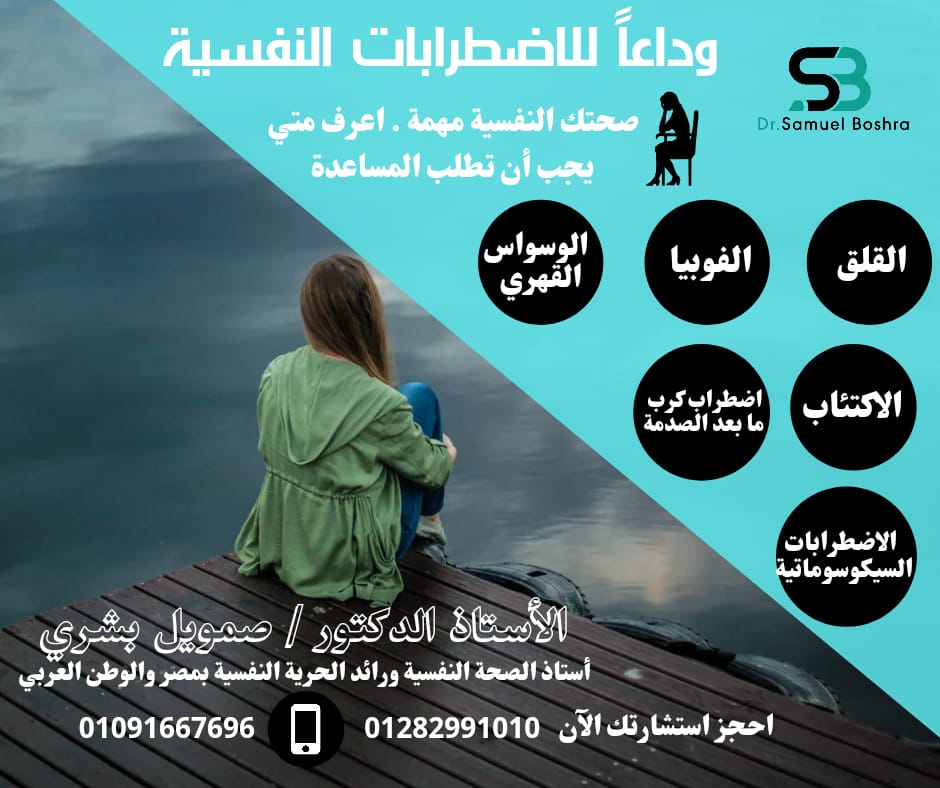 وداعاً للاضطرابات النفسية
SB
Dr.Samuel Boshra
صحتك النفسية مهمة . اعرف متي
يجب أن تطلب المساعدة
القلق
الفوبيا
الوسواس
القهري
الاكتئاب
اضطراب كرب
ما بعد الصدمة
الاضطرابات
السيكوسوماتية
الأستاذ الدكتور / صمويل بشري
أستاذ الصحة النفسية ورائد الحرية النفسية بمصر والوطن العربي
احجز استشارتك الآن 01282991010 01091667696